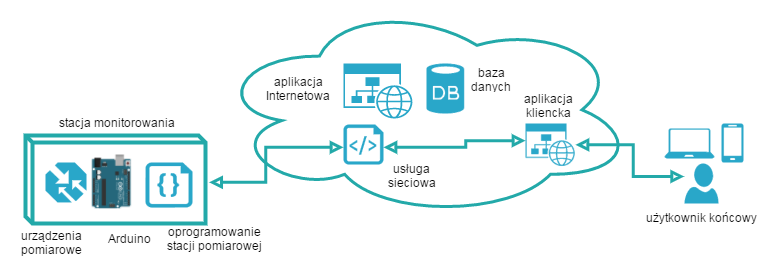 stacja monitorowania
urządzenia
pomiarowe
Arduino
{}
oprogramowanie
stacji pomiarowej
aplikacja
Internetowa
DB
baza
danych
</>
usługa
sieciowa
aplikacja
kliencka
użytkownik końcowy